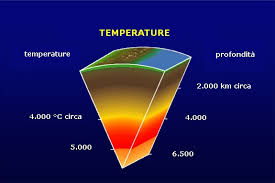 TEMPERATURE
temperature
profondità
2.000 km circa
4.000 °C circa
4.000
5.000
6.500